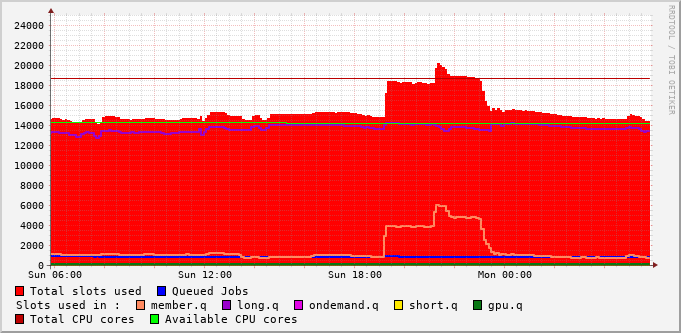 RRDTOOL / TOBI OETIKER
24000
22000
20000
18000
16000
14000
12000
10000
8000
6000
4000
2000
0
Sun 06:00 Sun 12:00 Sun 18:00 Mon 00:00
Total slots used Queued Jobs
Slots used in : member.q long.q ondemand.q short.q gpu.q
Total CPU cores Available CPU cores